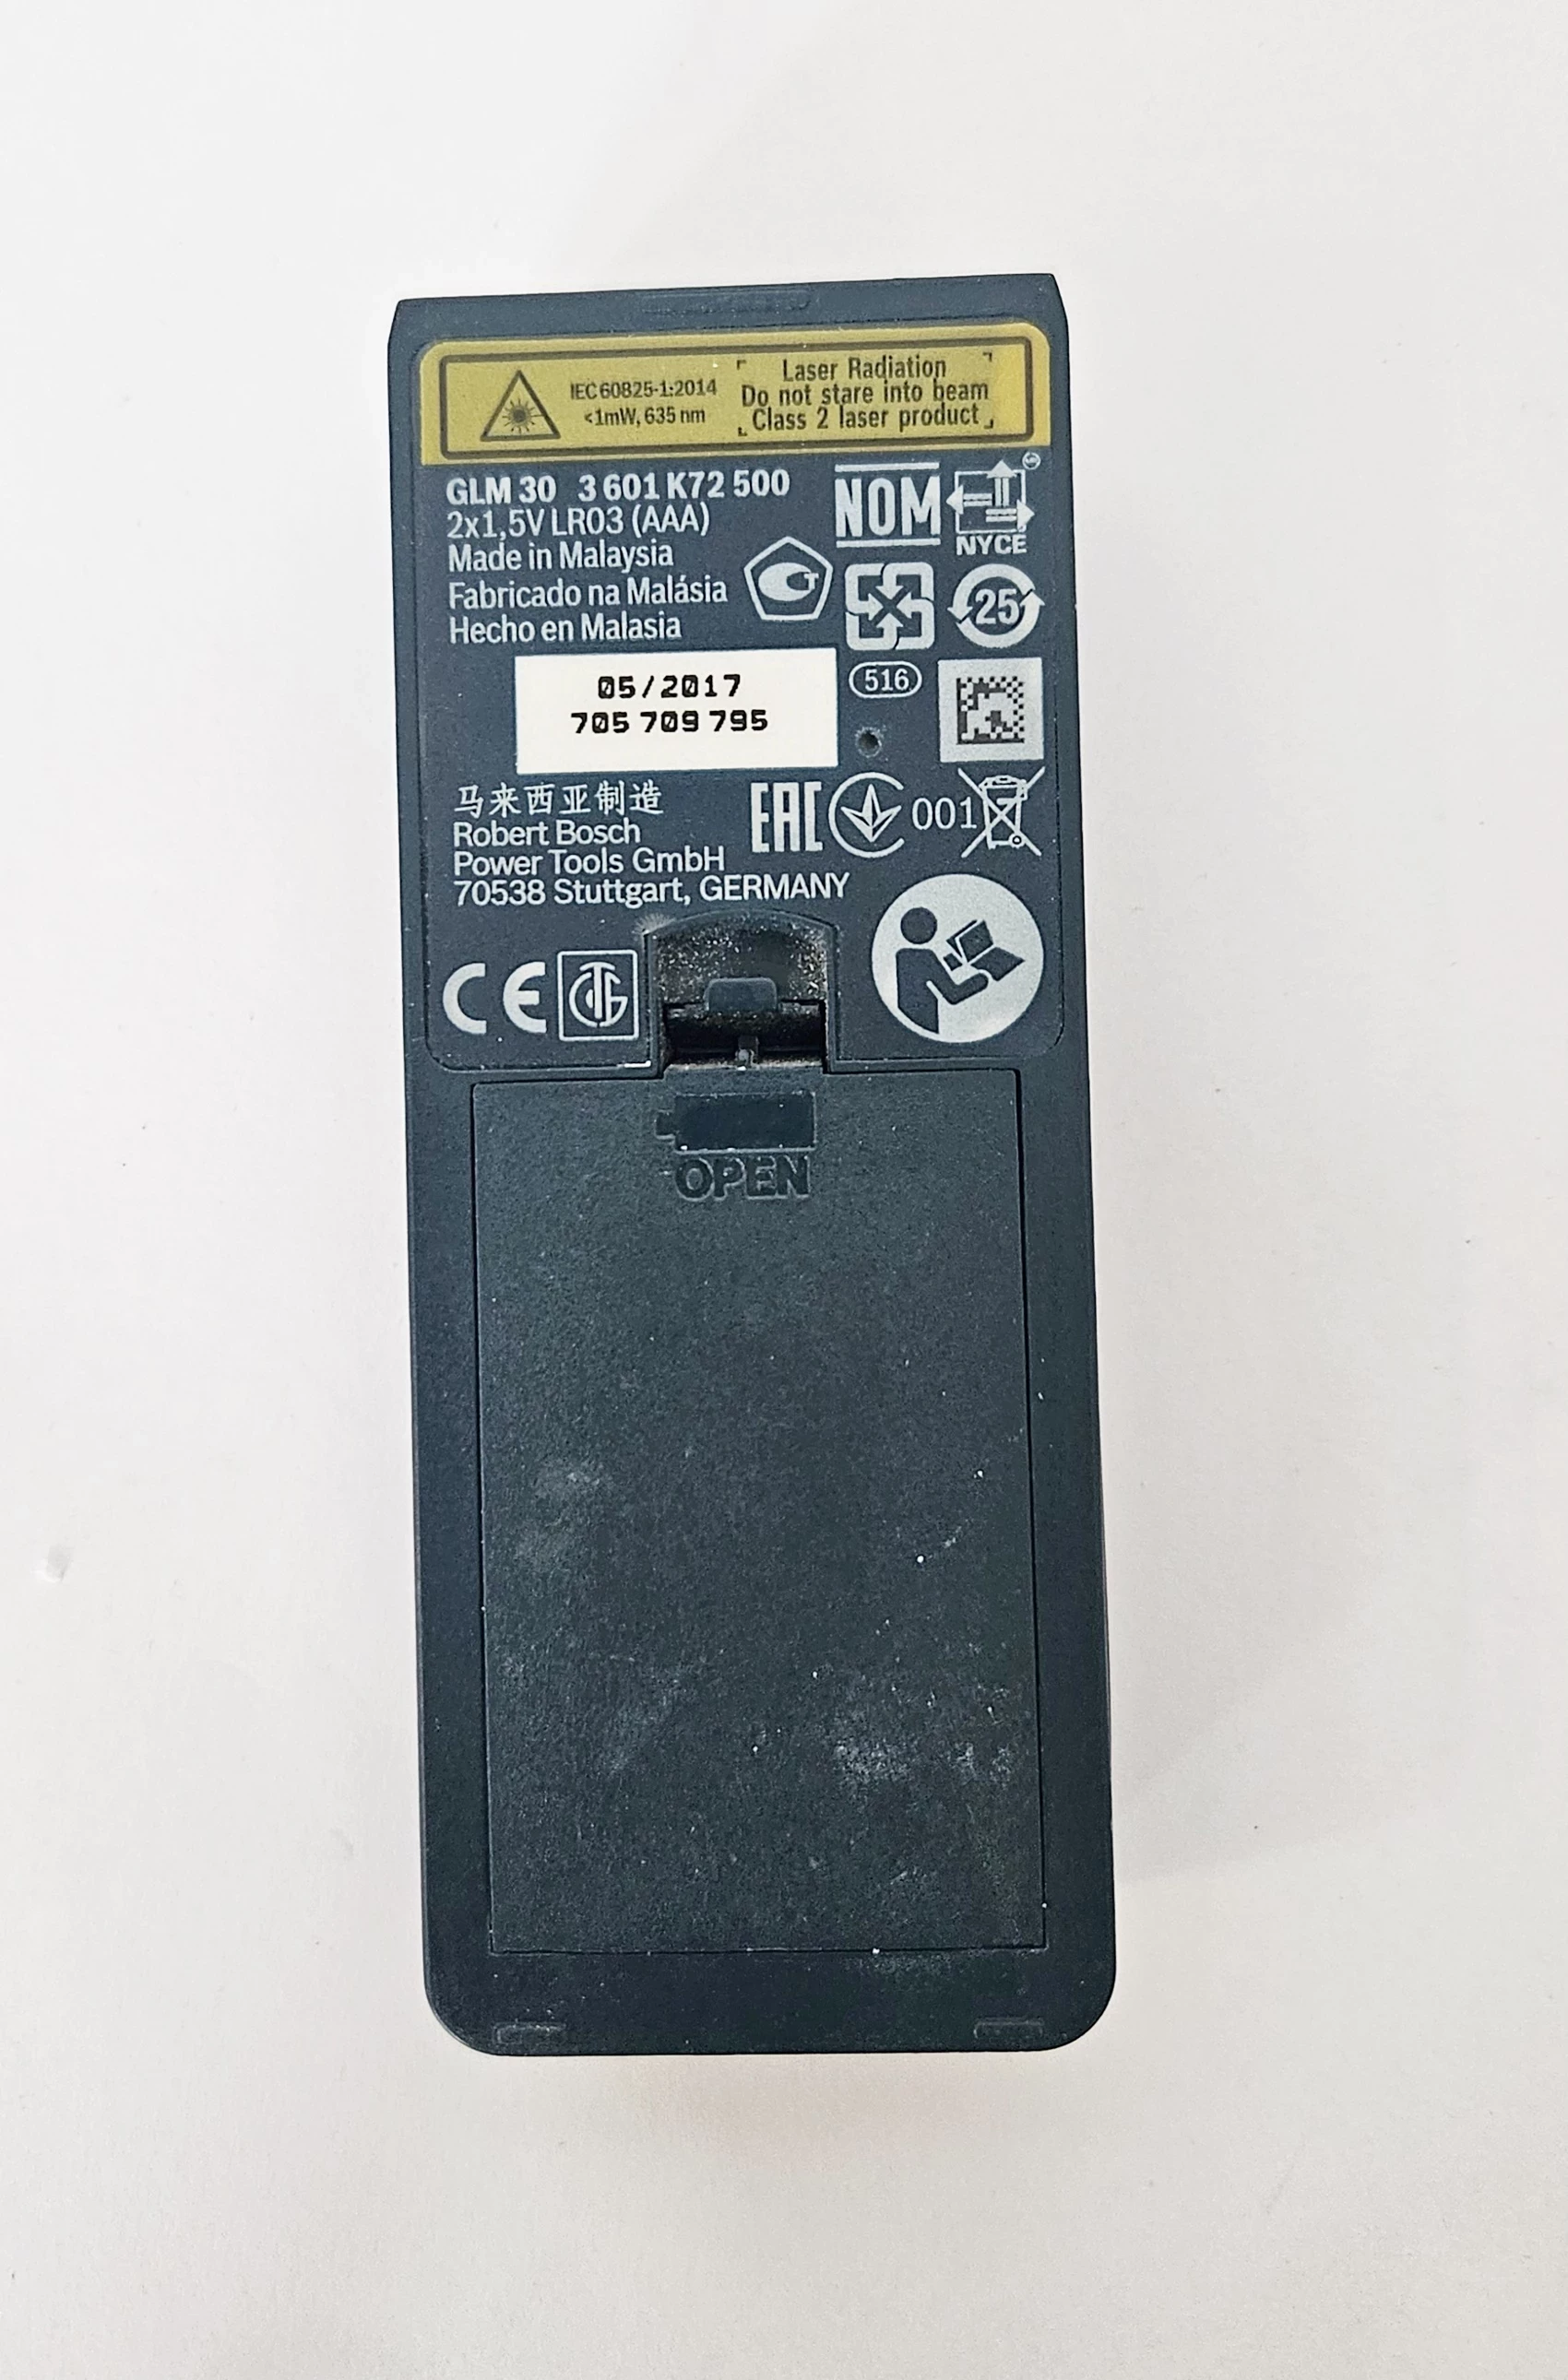 IEC 60825-1:2014
<1mW, 635 nm
Laser Radiation
Do not stare into beam
Class 2 laser product
GLM 30 3 601 K72 500
2x1,5V LR03 (AAA)
Made in Malaysia
Fabricado na Malásia
Hecho en Malasia
NOM
NYCE
25
516
05/2017
705 709 795
马来西亚制造
Robert Bosch
Power Tools GmbH
70538 Stuttgart, GERMANY
EAC
001
CE
OPEN